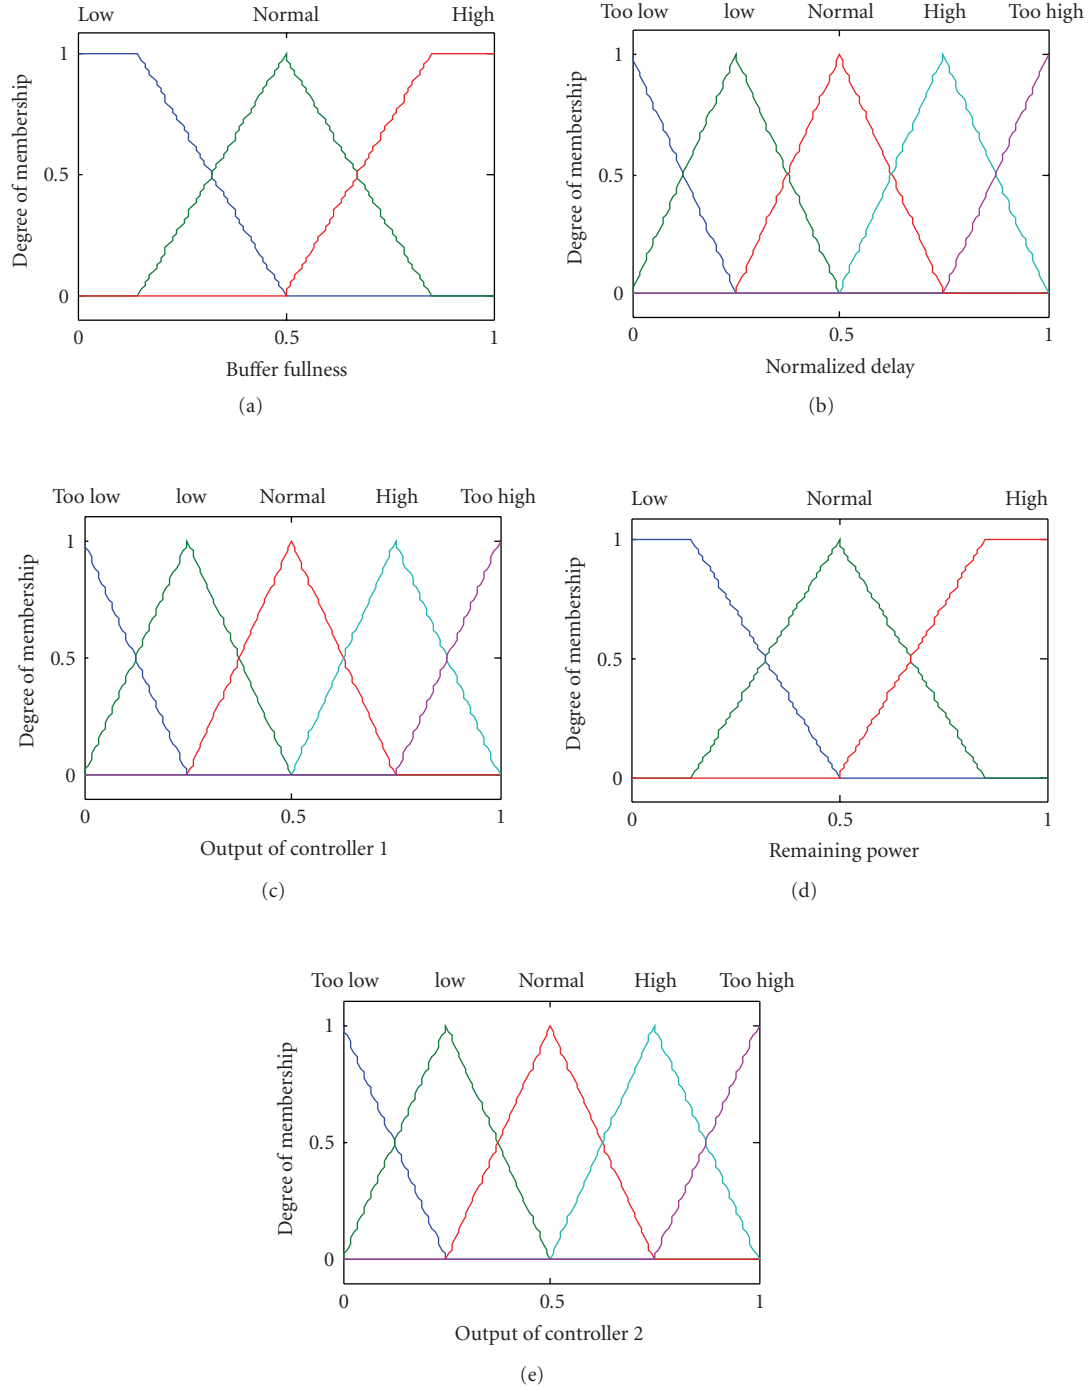 Low Normal High
1
0.5
0
Degree of membership
0 0.5 1
Buffer fullness
(a)
Too low low Normal High Too high
1
0.5
0
Degree of membership
0 0.5 1
Normalized delay
(b)
Too low low Normal High Too high
1
0.5
0
Degree of membership
0 0.5 1
Output of controller 1
(c)
Low Normal High
1
0.5
0
Degree of membership
0 0.5 1
Remaining power
(d)
Too low low Normal High Too high
1
0.5
0
Degree of membership
0 0.5 1
Output of controller 2
(e)